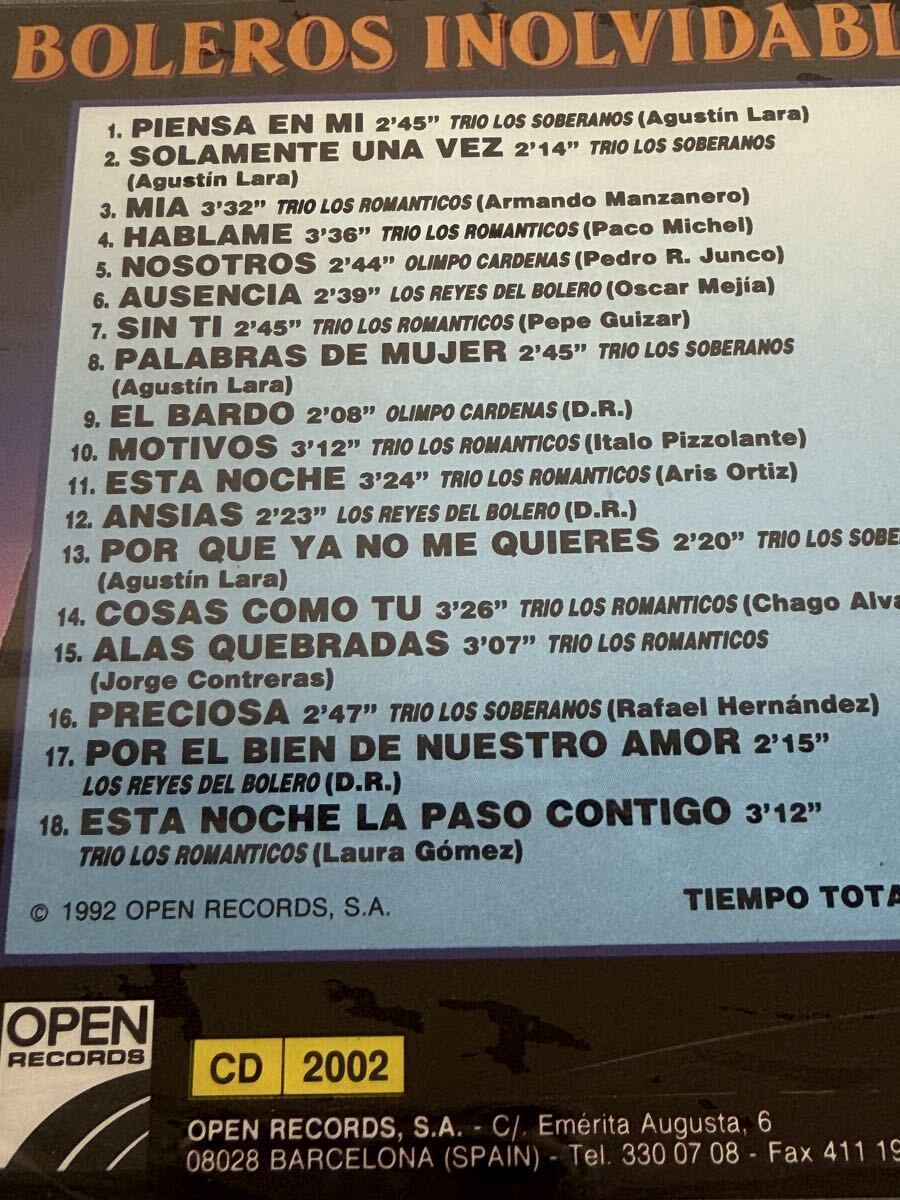 BOLEROS INOLVIDABL
1. PIENSA EN MI 2'45" TRIO LOS SOBERANOS (Agustín Lara)
2. SOLAMENTE UNA VEZ 2'14" TRIO LOS SOBERANOS
(Agustín Lara)
3. MIA 3'32" TRIO LOS ROMANTICOS (Armando Manzanero)
4. HABLAME 3'36" TRIO LOS ROMANTICOS (Paco Michel)
5. NOSOTROS 2'44" OLIMPO CARDENAS (Pedro R. Junco)
6. AUSENCIA 2'39" LOS REYES DEL BOLERO (Oscar Mejía)
7. SIN TI 2'45" TRIO LOS ROMANTICOS (Pepe Guizar)
8. PALABRAS DE MUJER 2'45" TRIO LOS SOBERANOS
(Agustín Lara)
9. EL BARDO 2'08" OLIMPO CARDENAS (D.R.)
10. MOTIVOS 3'12" TRIO LOS ROMANTICOS (Italo Pizzolante)
11. ESTA NOCHE 3'24" TRIO LOS ROMANTICOS (Aris Ortiz)
12. ANSIAS 2'23" LOS REYES DEL BOLERO (D.R.)
13. POR QUE YA NO ME QUIERES 2'20" TRIO LOS SOBE
(Agustín Lara)
14. COSAS COMO TU 3'26" TRIO LOS ROMANTICOS (Chago Alva
15. ALAS QUEBRADAS 3'07" TRIO LOS ROMANTICOS
(Jorge Contreras)
16. PRECIOSA 2'47" TRIO LOS SOBERANOS (Rafael Hernández)
17. POR EL BIEN DE NUESTRO AMOR 2'15"
LOS REYES DEL BOLERO (D.R.)
18. ESTA NOCHE LA PASO CONTIGO 3'12"
TRIO LOS ROMANTICOS (Laura Gómez)
© 1992 OPEN RECORDS, S.A.
TIEMPO TOTA
OPEN
RECORDS
CD 2002
OPEN RECORDS, S.A. - C/. Emérita Augusta, 6
08028 BARCELONA (SPAIN) - Tel. 330 07 08 - Fax 411 19